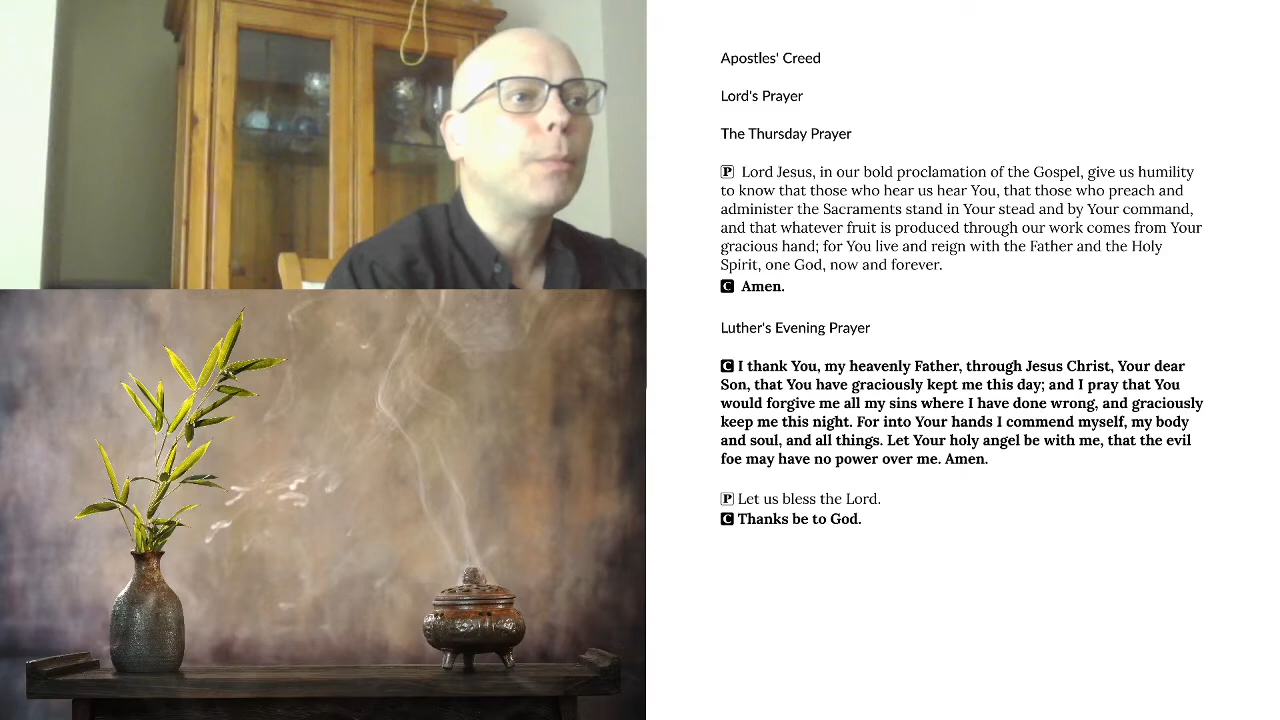 Apostles' Creed
Lord's Prayer
The Thursday Prayer
P Lord Jesus, in our bold proclamation of the Gospel, give us humility
to know that those who hear us hear You, that those who preach and
administer the Sacraments stand in Your stead and by Your command,
and that whatever fruit is produced through our work comes from Your
gracious hand; for You live and reign with the Father and the Holy
Spirit, one God, now and forever.
C Amen.
Luther's Evening Prayer
C I thank You, my heavenly Father, through Jesus Christ, Your dear
Son, that You have graciously kept me this day; and I pray that You
would forgive me all my sins where I have done wrong, and graciously
keep me this night. For into Your hands I commend myself, my body
and soul, and all things. Let Your holy angel be with me, that the evil
foe may have no power over me. Amen.
P Let us bless the Lord.
C Thanks be to God.